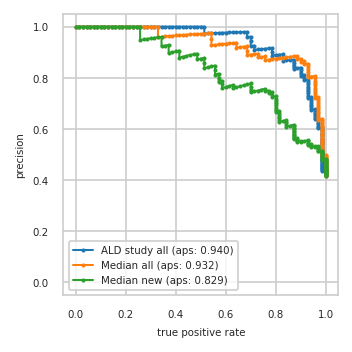 1.0
0.8
0.6
0.4
0.2
0.0
precision
ALD study all (aps: 0.940)
Median all (aps: 0.932)
Median new (aps: 0.829)
0.0 0.2 0.4 0.6 0.8 1.0
true positive rate